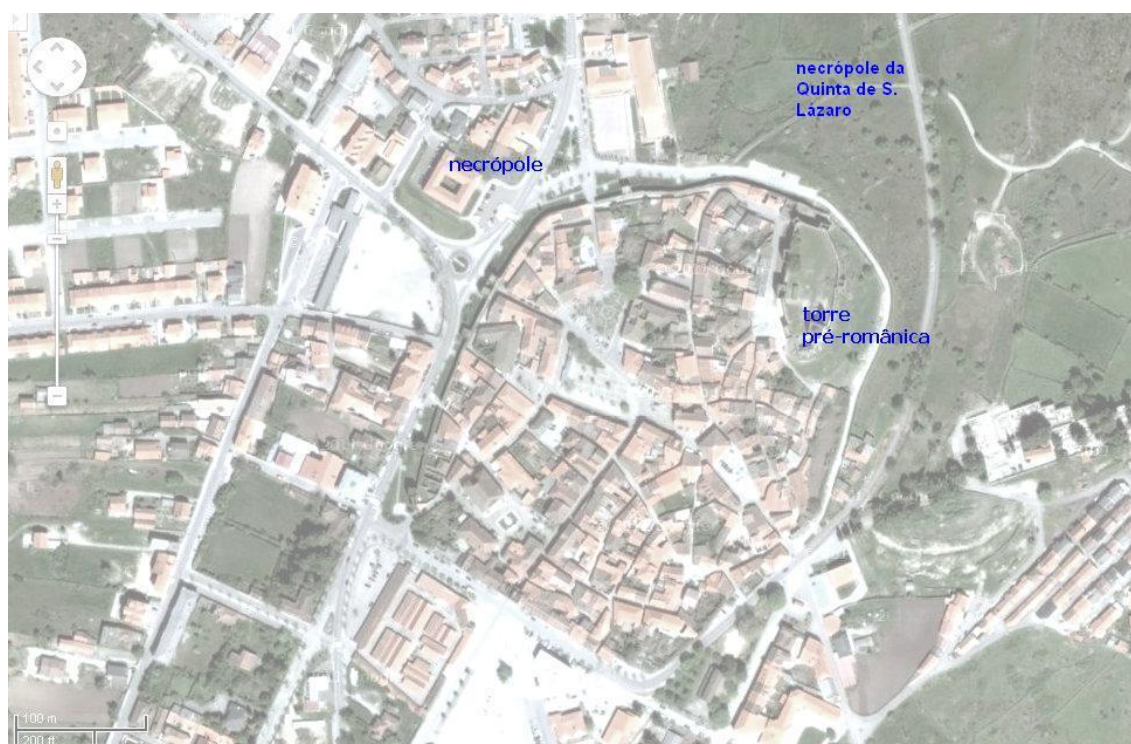 necrópole da
Quinta de S.
Lázaro
necrópole
torre
pré-românica
100 m
200 ft